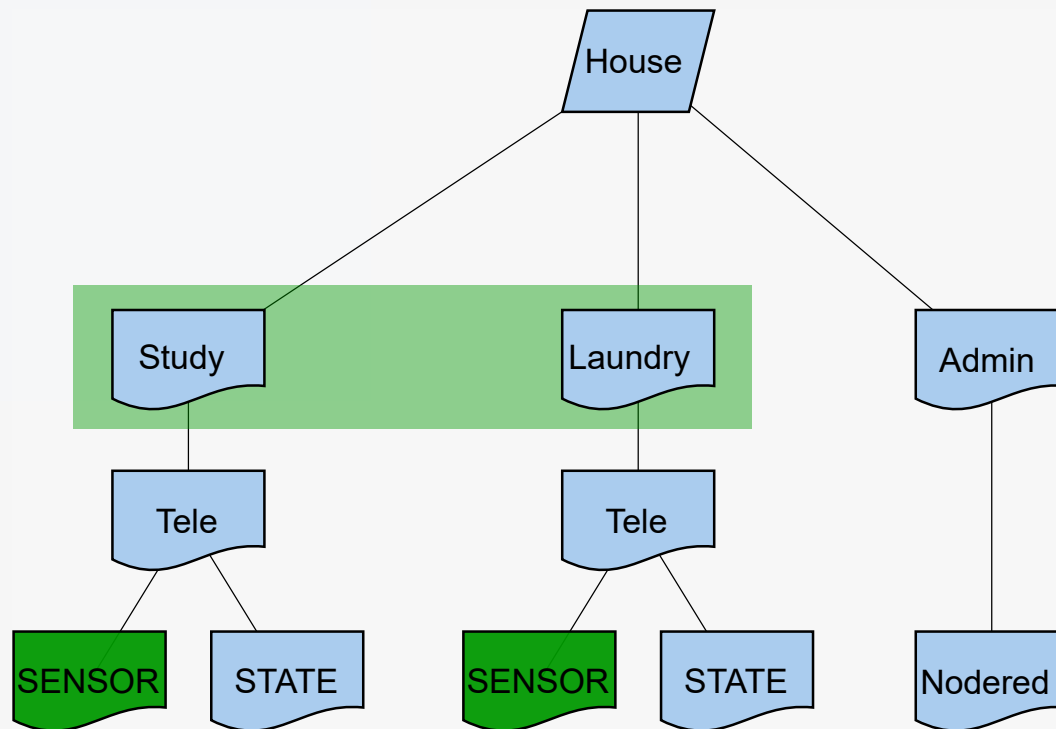 House
Study
Laundry
Admin
Tele
Tele
SENSOR
STATE
SENSOR
STATE
Nodered